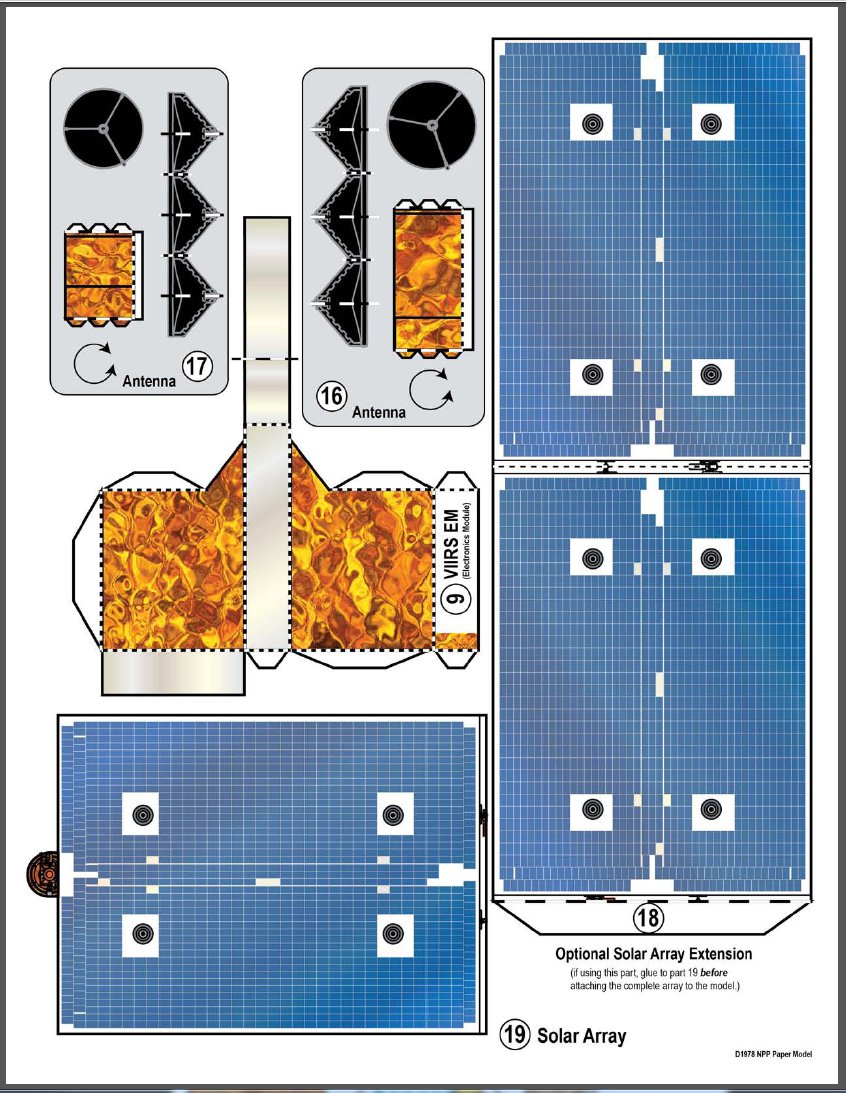 17
Antenna
16
Antenna
9 VIIRS EM
(Electronics Module)
18
Optional Solar Array Extension
(if using this part, glue to part 19 before
attaching the complete array to the model.)
19 Solar Array
D1978 NPP Paper Model